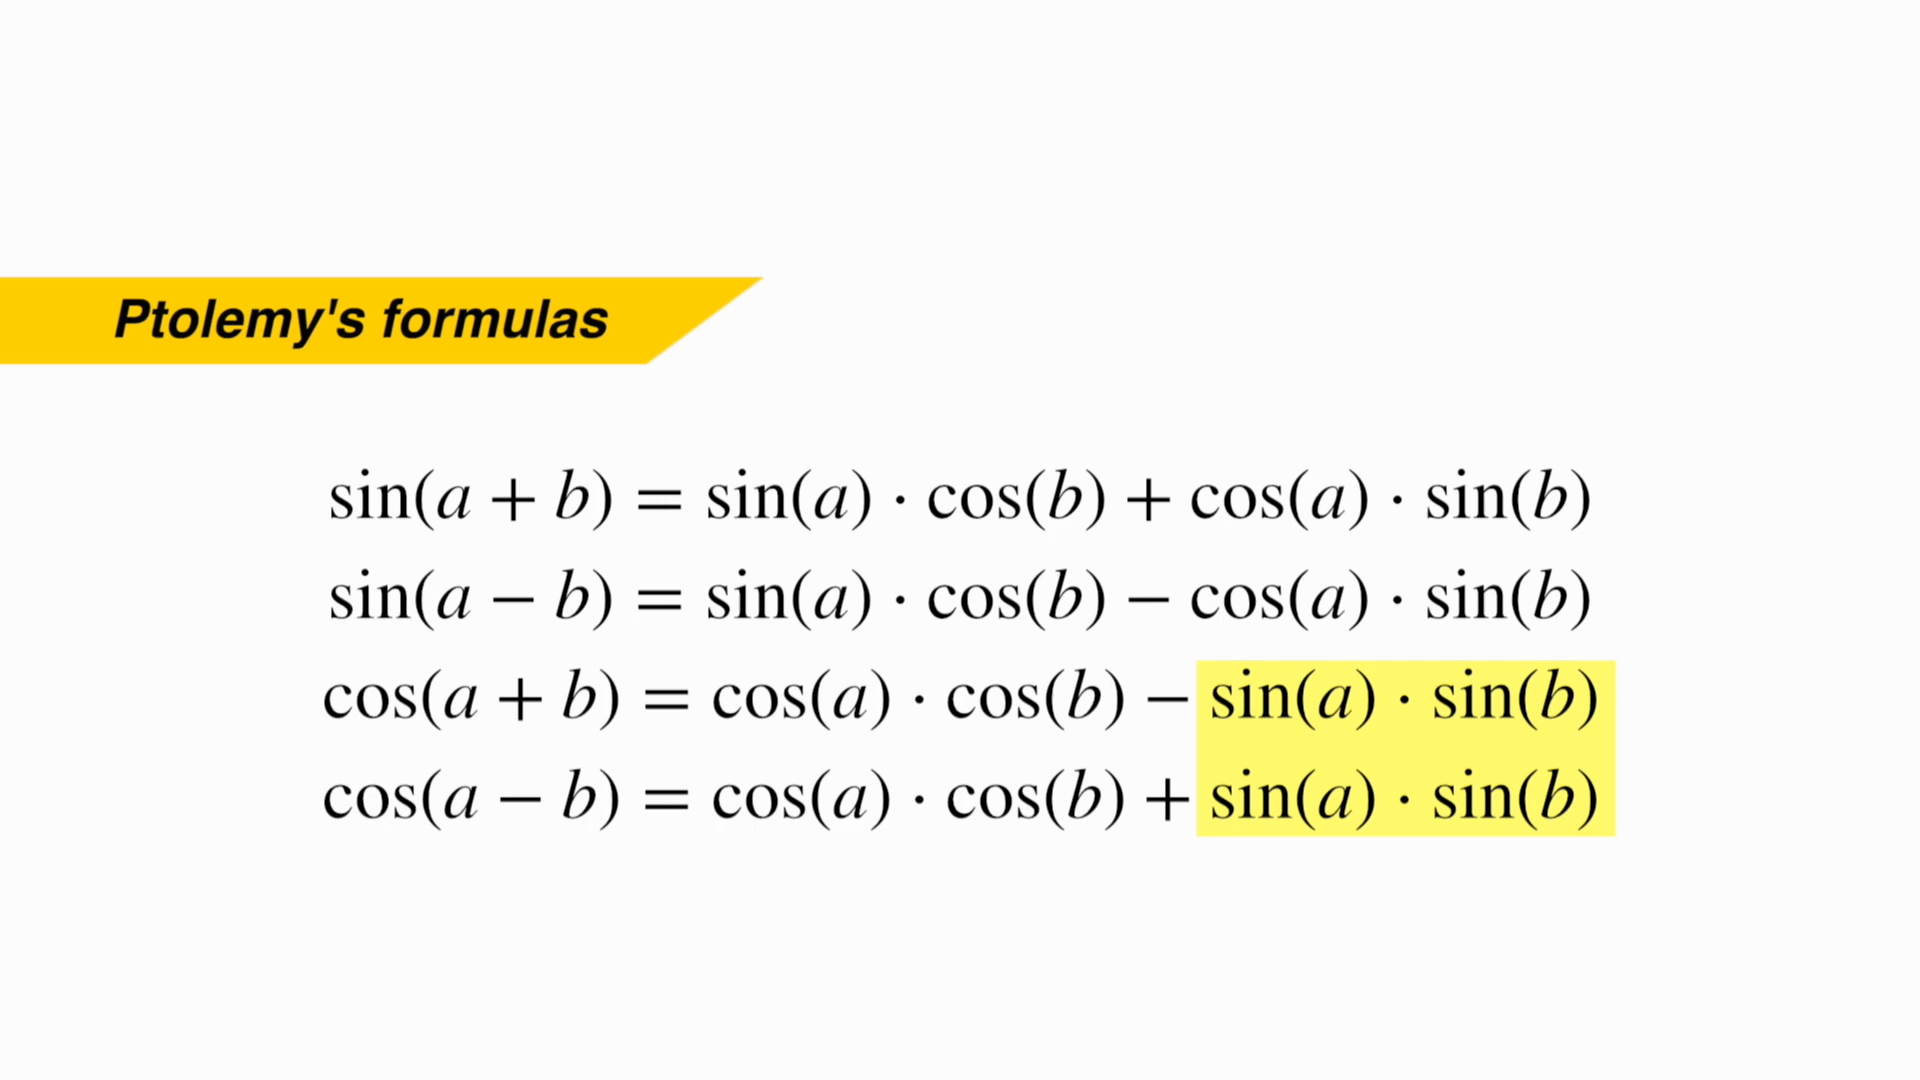 Ptolemy's formulas
sin(a + b) = sin(a) · cos(b) + cos(a) · sin(b)
sin(a − b) = sin(a) · cos(b) − cos(a) · sin(b)
cos(a + b) = cos(a) · cos(b) − sin(a) · sin(b)
cos(a − b) = cos(a) · cos(b) + sin(a) · sin(b)